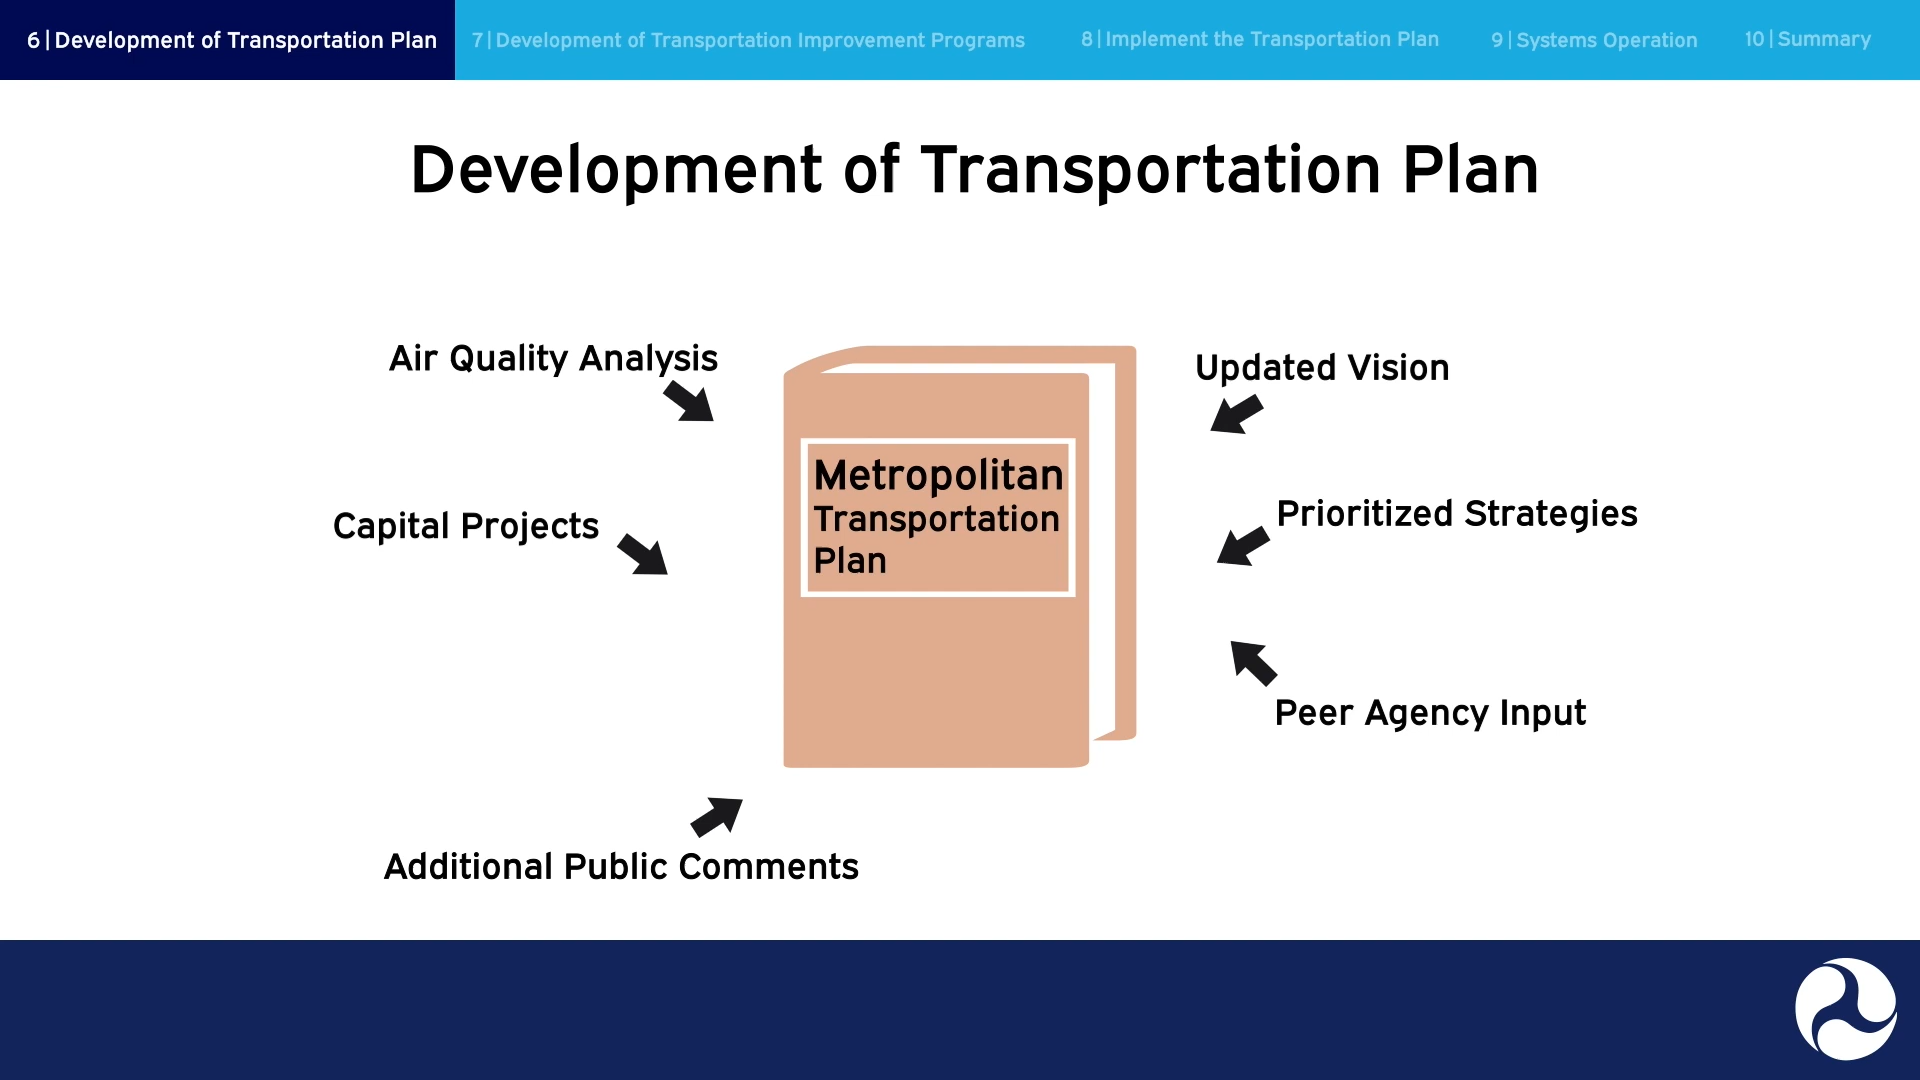 6|Development of Transportation Plan
7|Development of Transportation Improvement Programs
8|Implement the Transportation Plan
9|Systems Operation
10|Summary
Development of Transportation Plan
Air Quality Analysis
Updated Vision
Metropolitan
Transportation
Plan
Capital Projects
Prioritized Strategies
Peer Agency Input
Additional Public Comments